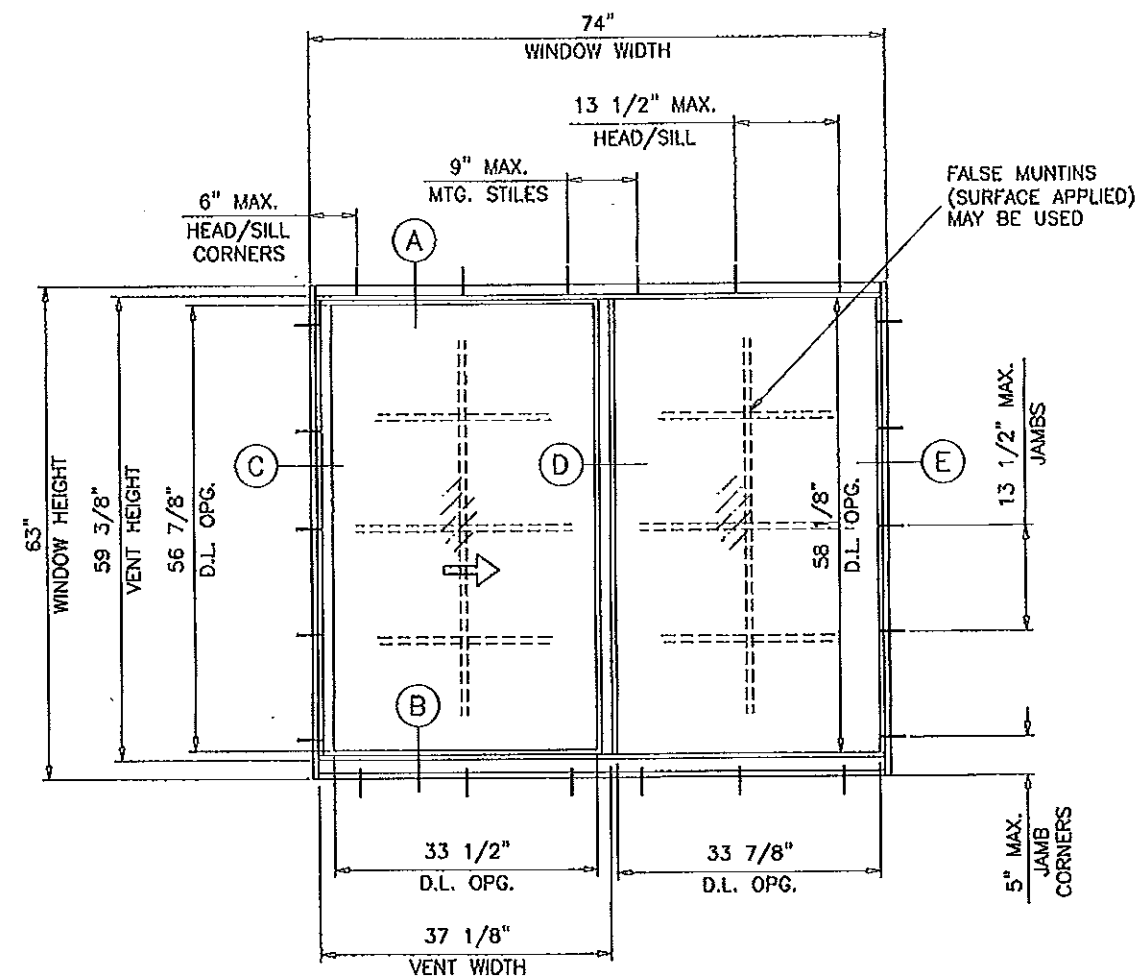 74"
WINDOW WIDTH
13 1/2" MAX.
HEAD/SILL
9" MAX.
MTG. STILES
6" MAX.
HEAD/SILL
CORNERS
FALSE MUNTINS
(SURFACE APPLIED)
MAY BE USED
A
63"
WINDOW HEIGHT
59 3/8"
VENT HEIGHT
56 7/8"
D.L. OPG.
C
D
E
58 1/8"
D.L. OPG.
13 1/2" MAX.
JAMBS
B
5" MAX.
JAMB
CORNERS
33 1/2"
D.L. OPG.
33 7/8"
D.L. OPG.
37 1/8"
VENT WIDTH